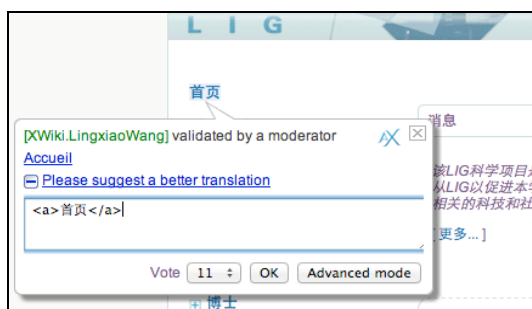 L I G
首页
消息
[XWiki.LingxiaoWang] validated by a moderator
Accueil
Please suggest a better translation
<a>首页</a>
该LIG科学项目
从LIG以促进本
相关的科技和社
[更多...]
Vote 11 OK Advanced mode
博士